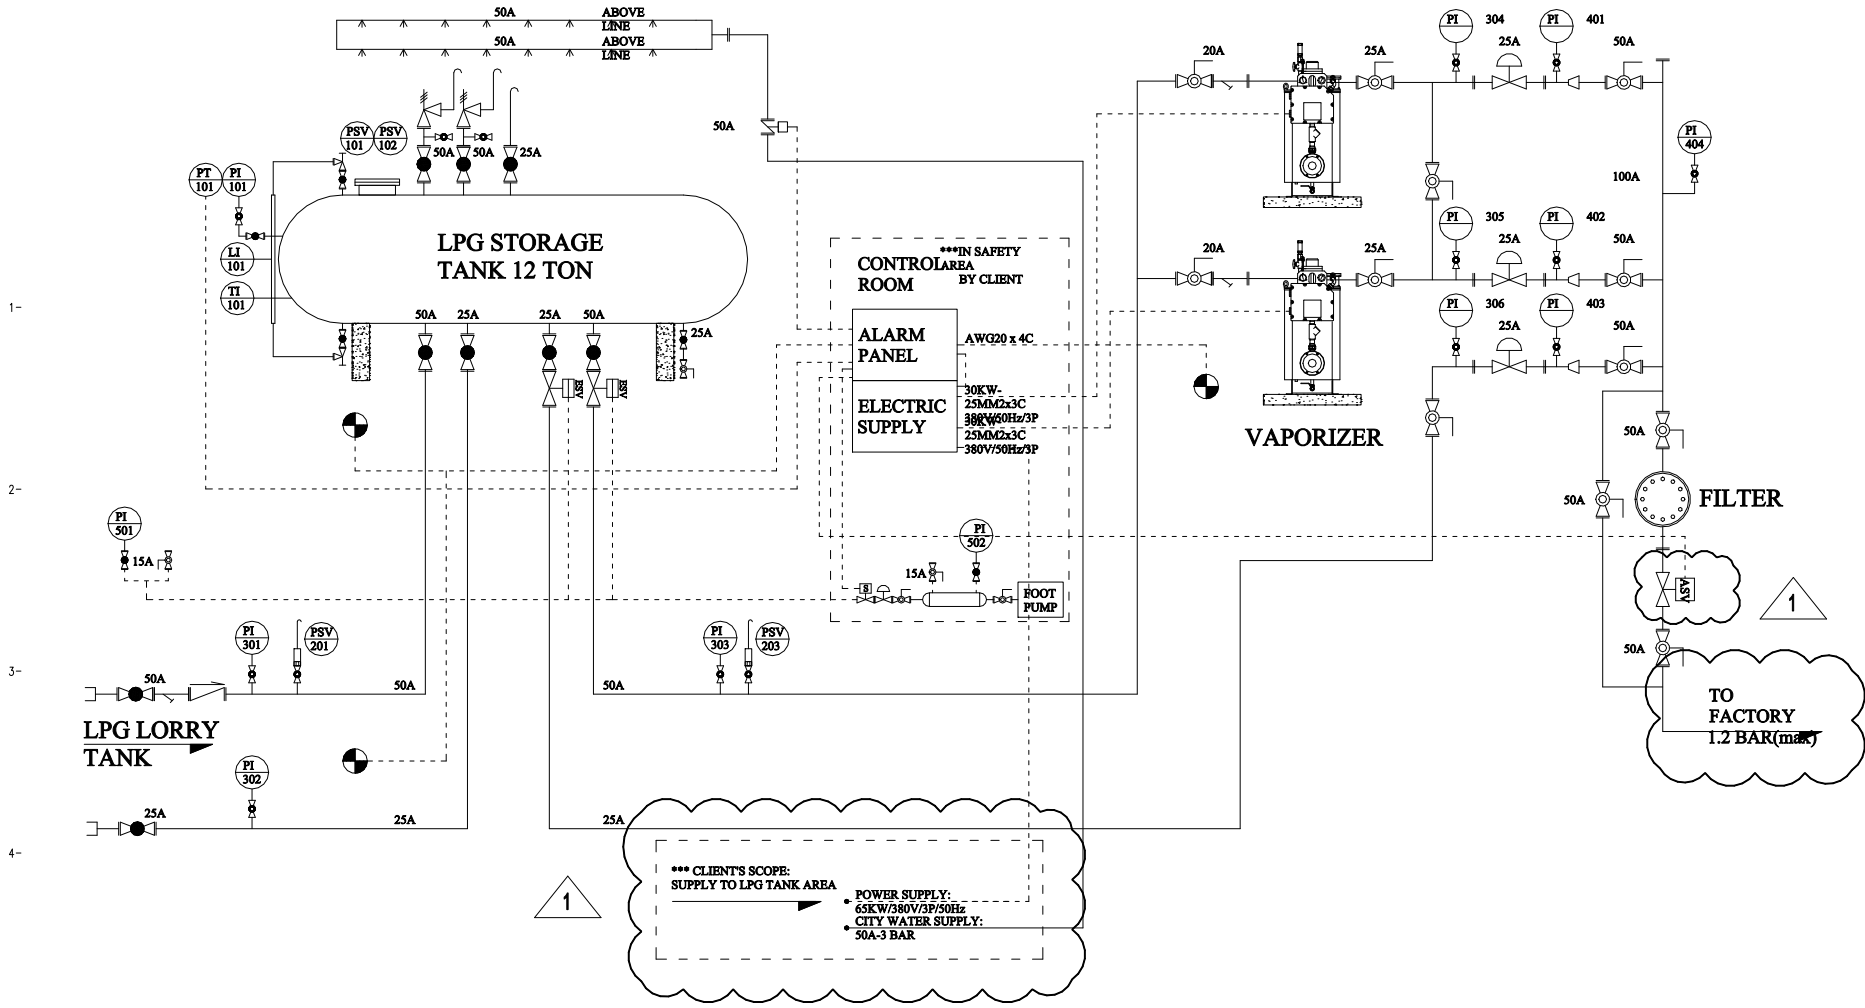 50A
ABOVE
LINE
50A
ABOVE
LINE
PI
304
PI
401
20A
25A
25A
50A
50A
PSV
101
PSV
102
50A
50A
25A
PI
404
PT
101
PI
101
100A
LPG STORAGE
TANK 12 TON
LI
101
TI
101
***IN SAFETY
AREA
BY CLIENT
CONTROL
ROOM
20A
25A
PI
305
25A
PI
402
50A
1-
50A
25A
25A
50A
25A
ALARM
PANEL
AWG20 x 4C
PI
306
25A
PI
403
50A
ESV
ESV
ELECTRIC
SUPPLY
30KW-
25MM2x3C
380V/50Hz/3P
30KW-
25MM2x3C
380V/50Hz/3P
VAPORIZER
50A
2-
50A
FILTER
PI
501
15A
PI
502
15A
S
FOOT
PUMP
ASV
1
PI
301
PSV
201
PI
303
PSV
203
50A
3-
50A
50A
50A
LPG LORRY
TANK
TO
FACTORY
1.2 BAR(max)
PI
302
25A
25A
25A
4-
*** CLIENT'S SCOPE:
SUPPLY TO LPG TANK AREA
1
POWER SUPPLY:
65KW/380V/3P/50Hz
CITY WATER SUPPLY:
50A-3 BAR